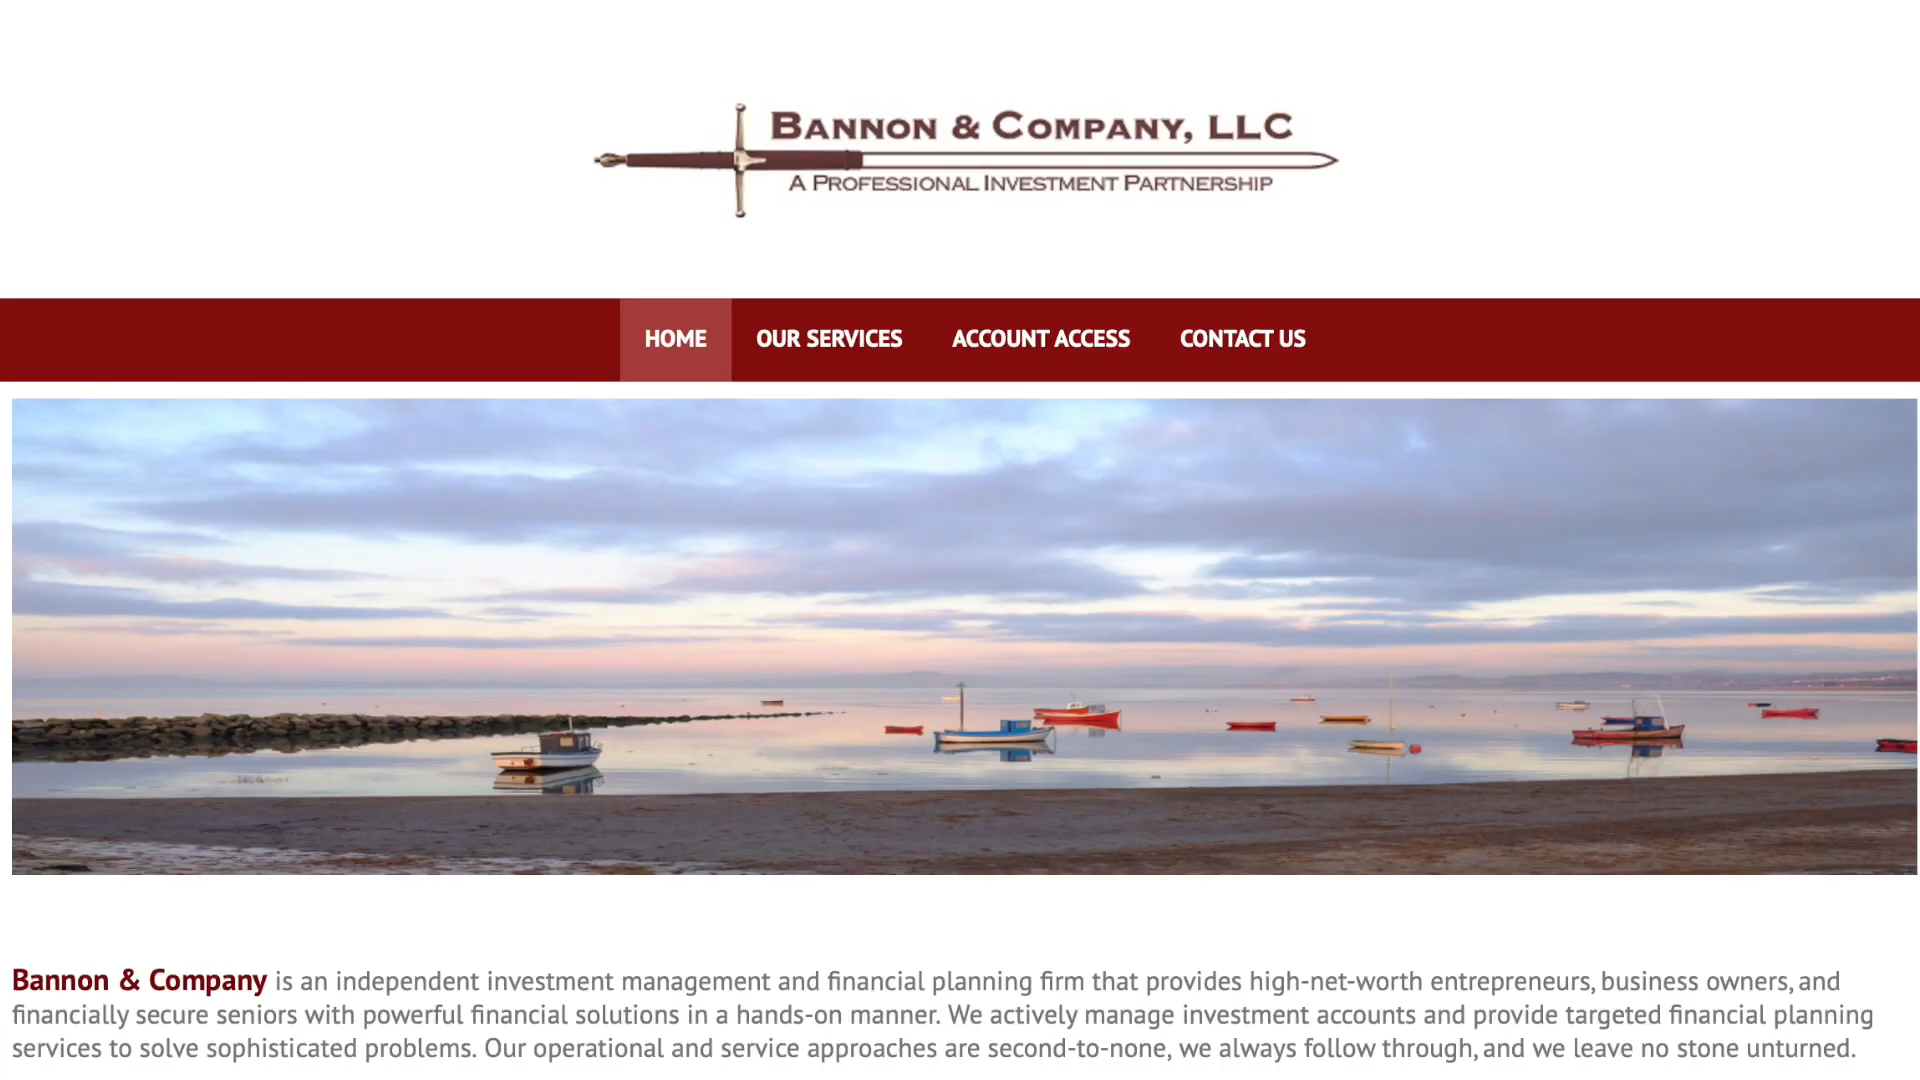 BANNON & COMPANY, LLC
A PROFESSIONAL INVESTMENT PARTNERSHIP
HOME OUR SERVICES ACCOUNT ACCESS CONTACT US
Bannon & Company is an independent investment management and financial planning firm that provides high-net-worth entrepreneurs, business owners, and
financially secure seniors with powerful financial solutions in a hands-on manner. We actively manage investment accounts and provide targeted financial planning
services to solve sophisticated problems. Our operational and service approaches are second-to-none, we always follow through, and we leave no stone unturned.